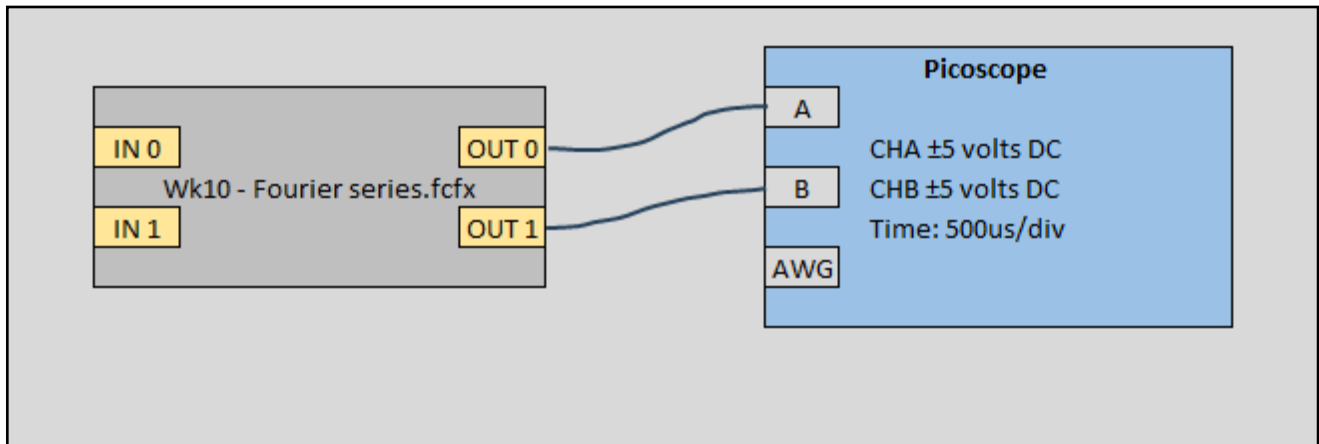 Picoscope
A
IN 0
OUT 0
CHA ±5 volts DC
Wk10 - Fourier series.fcfx
B
CHB ±5 volts DC
IN 1
OUT 1
Time: 500us/div
AWG